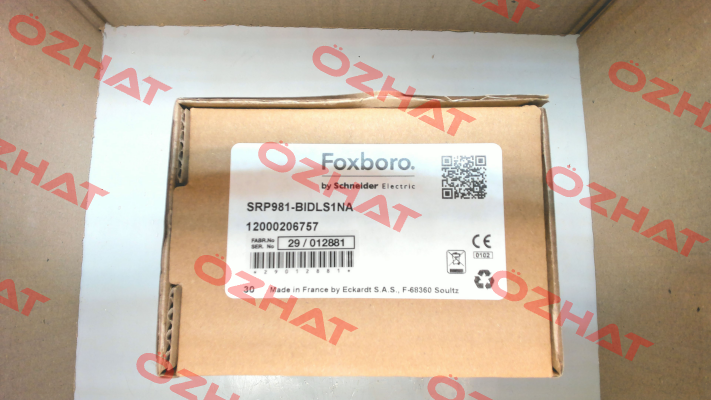 Foxboro.
by Schneider Electric
SRP981-BIDLS1NA
12000206757
FABR.No
SER. No
29 / 012881
*29012881*
CE
0102
30 Made in France by Eckardt S.A.S., F-68360 Soultz
ÖZHAT
ÖZHAT
ÖZHAT
ÖZHAT
ÖZHAT
ÖZHAT
ÖZHAT
ÖZHAT
ÖZHAT
ÖZHAT
ÖZHAT